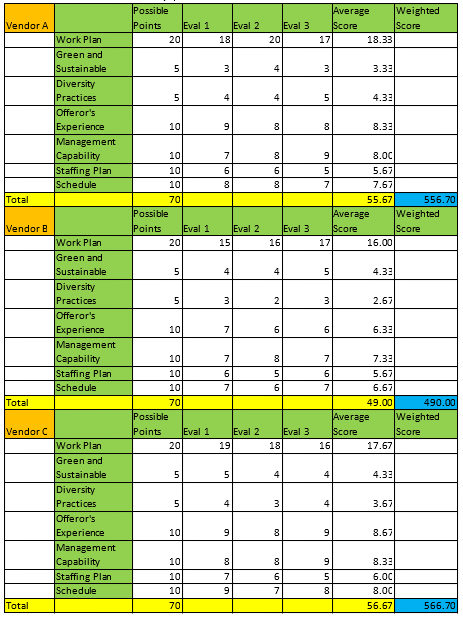 Vendor A Possible Points Eval 1 Eval 2 Eval 3 Average Score Weighted Score
Work Plan 20 18 20 17 18.33
Green and Sustainable 5 3 4 3 3.33
Diversity Practices 5 4 4 5 4.33
Offeror's Experience 10 9 8 8 8.33
Management Capability 10 7 8 9 8.00
Staffing Plan 10 6 6 5 5.67
Schedule 10 8 8 7 7.67
Total 70 55.67 556.70
Vendor B Possible Points Eval 1 Eval 2 Eval 3 Average Score Weighted Score
Work Plan 20 15 16 17 16.00
Green and Sustainable 5 4 4 5 4.33
Diversity Practices 5 3 2 3 2.67
Offeror's Experience 10 7 6 6 6.33
Management Capability 10 7 8 7 7.33
Staffing Plan 10 6 5 6 5.67
Schedule 10 7 6 7 6.67
Total 70 49.00 490.00
Vendor C Possible Points Eval 1 Eval 2 Eval 3 Average Score Weighted Score
Work Plan 20 19 18 16 17.67
Green and Sustainable 5 5 4 4 4.33
Diversity Practices 5 4 3 4 3.67
Offeror's Experience 10 9 8 9 8.67
Management Capability 10 8 8 9 8.33
Staffing Plan 10 7 6 5 6.00
Schedule 10 9 7 8 8.00
Total 70 56.67 566.70